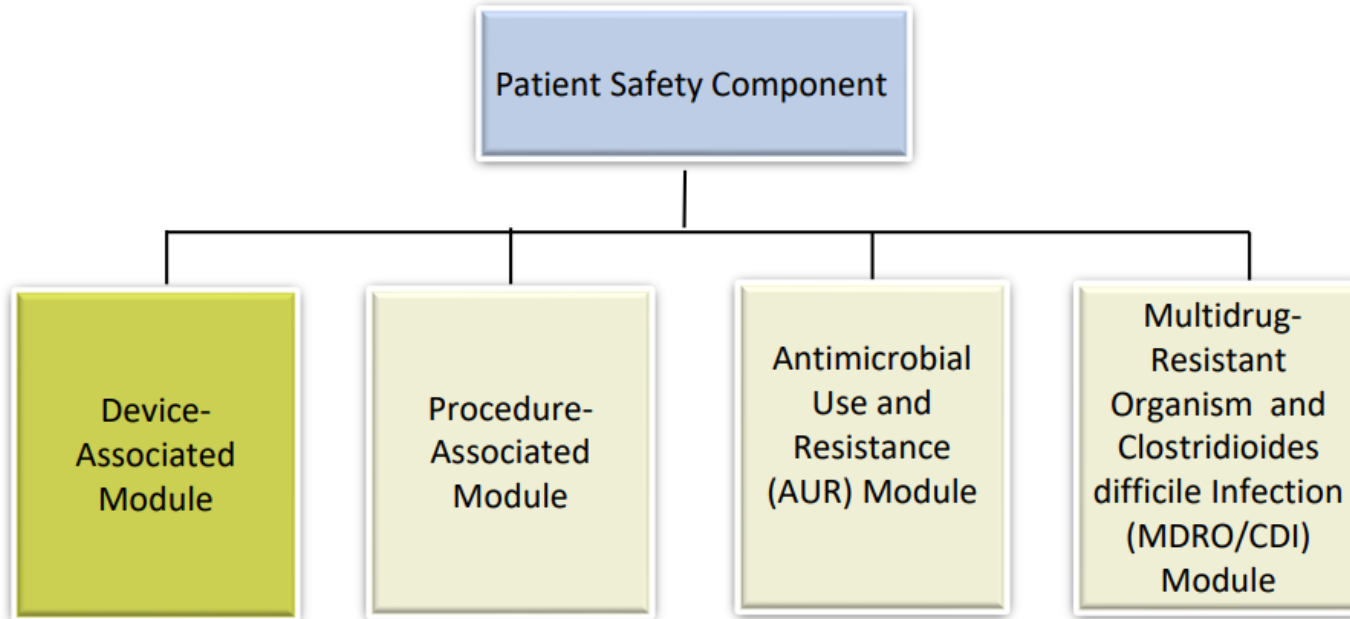 Patient Safety Component
Device-
Associated
Module
Procedure-
Associated
Module
Antimicrobial
Use and
Resistance
(AUR) Module
Multidrug-
Resistant
Organism and
Clostridioides
difficile Infection
(MDRO/CDI)
Module